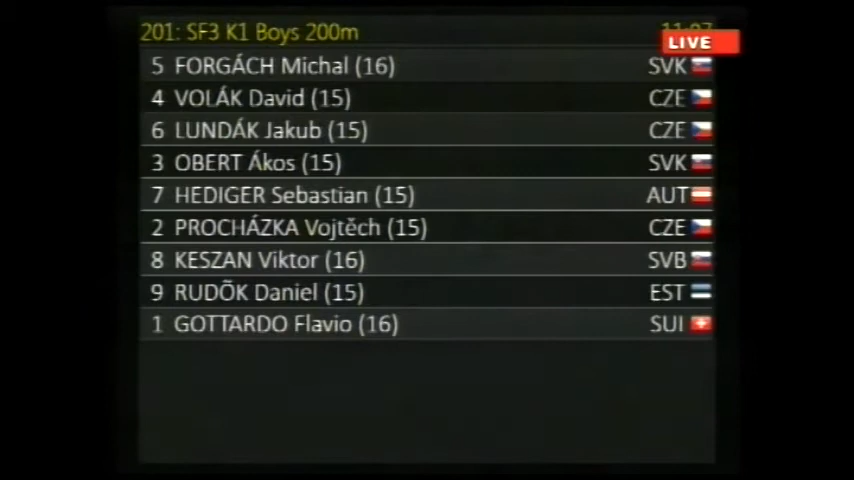 201: SF3 K1 Boys 200m 11:07
LIVE
5 FORGÁCH Michal (16) SVK
4 VOLÁK David (15) CZE
6 LUNDÁK Jakub (15) CZE
3 OBERT Ákos (15) SVK
7 HEDIGER Sebastian (15) AUT
2 PROCHÁZKA Vojtěch (15) CZE
8 KESZAN Viktor (16) SVB
9 RUDÕK Daniel (15) EST
1 GOTTARDO Flavio (16) SUI